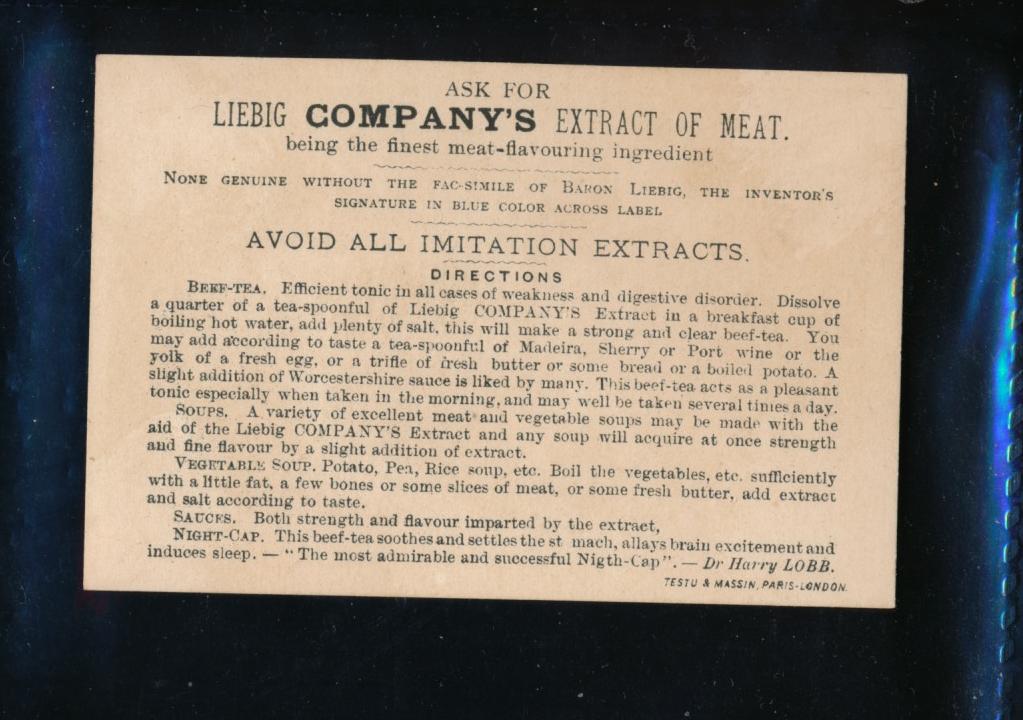 ASK FOR
LIEBIG COMPANY'S EXTRACT OF MEAT.
being the finest meat-flavouring ingredient
NONE GENUINE WITHOUT THE FAC-SIMILE OF BARON LIEBIG, THE INVENTOR'S
SIGNATURE IN BLUE COLOR ACROSS LABEL
AVOID ALL IMITATION EXTRACTS.
DIRECTIONS
BEEF-TEA. Efficient tonic in all cases of weakness and digestive disorder. Dissolve
a quarter of a tea-spoonful of Liebig COMPANY'S Extract in a breakfast cup of
boiling hot water, add plenty of salt, this will make a strong and clear beef-tea. You
may add according to taste a tea-spoonful of Madeira, Sherry or Port wine or the
yolk of a fresh egg, or a trifle of fresh butter or some bread or a boiled potato. A
slight addition of Worcestershire sauce is liked by many. This beef-tea acts as a pleasant
tonic especially when taken in the morning, and may well be taken several times a day.
SOUPS. A variety of excellent meat and vegetable soups may be made with the
aid of the Liebig COMPANY'S Extract and any soup will acquire at once strength
and fine flavour by a slight addition of extract.
VEGETABLE SOUP. Potato, Pea, Rice soup, etc. Boil the vegetables, etc. sufficiently
with a little fat, a few bones or some slices of meat, or some fresh butter, add extract
and salt according to taste.
SAUCES. Both strength and flavour imparted by the extract,
NIGHT-CAP. This beef-tea soothes and settles the st mach, allays brain excitement and
induces sleep. — "The most admirable and successful Nigth-Cap". — Dr Harry LOBB.
TESTU & MASSIN, PARIS-LONDON.